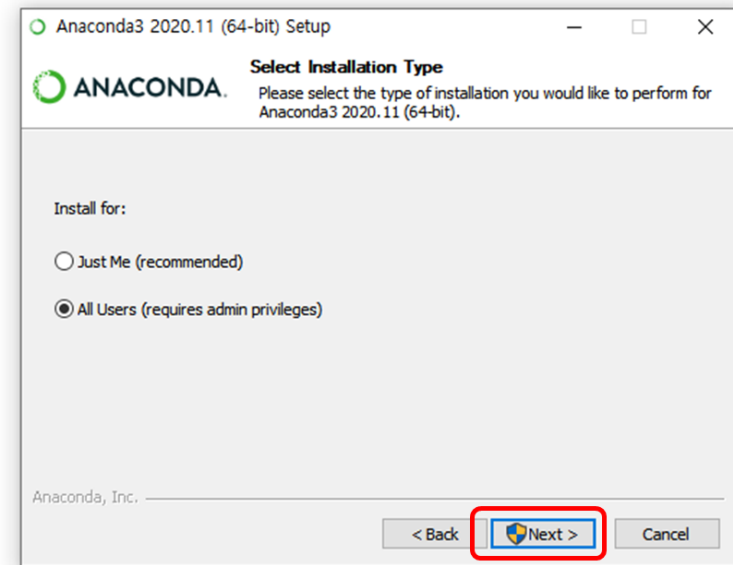 Anaconda3 2020.11 (64-bit) Setup
ANACONDA.
Select Installation Type
Please select the type of installation you would like to perform for
Anaconda3 2020.11 (64-bit).
Install for:
Just Me (recommended)
All Users (requires admin privileges)
Anaconda, Inc.
< Back
Next >
Cancel